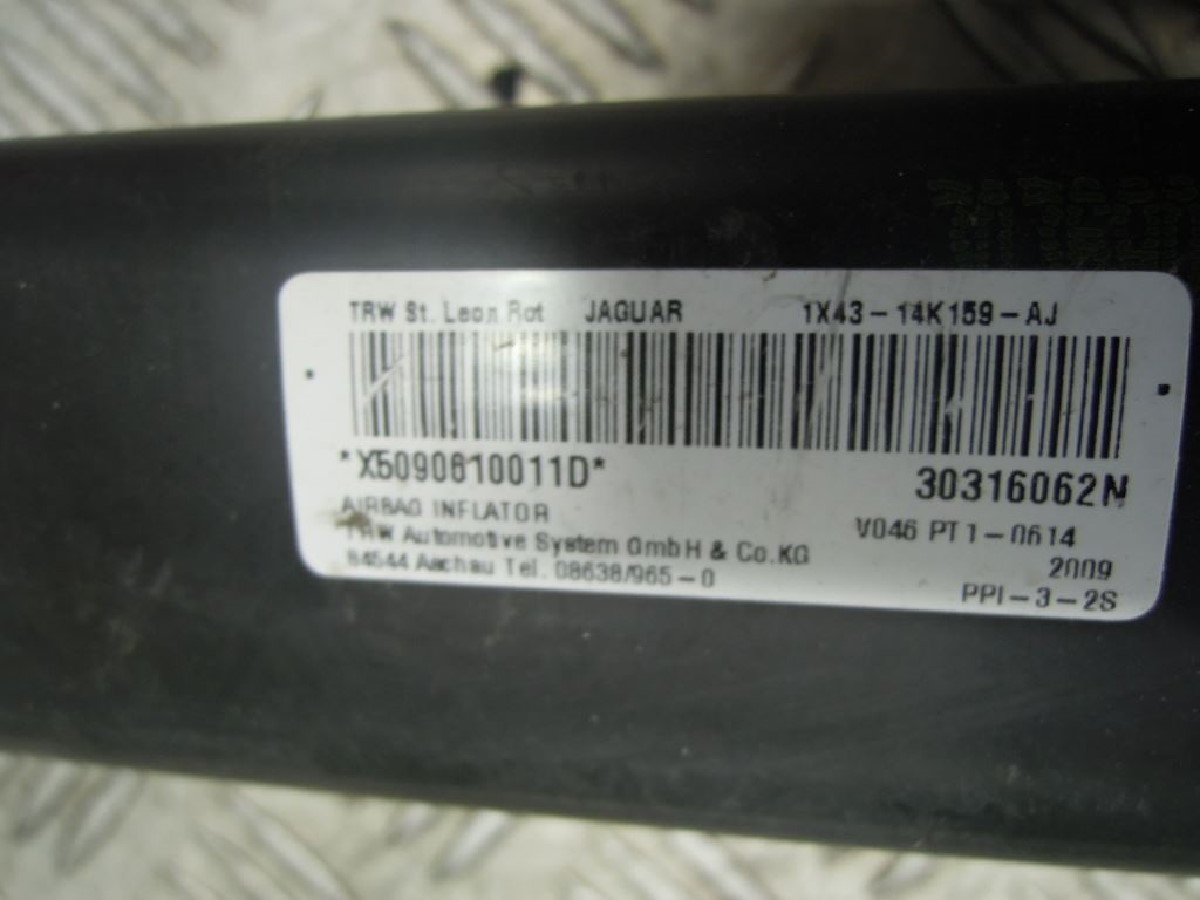 TRW St. Leon Rot JAGUAR 1X43-14K159-AJ
*X5090610011D* 30316062N
AIRBAG INFLATOR V046 PT1-0614
TRW Automotive System GmbH & Co.KG 2009
84544 Aschau Tel. 08638/965-0 PPI-3-2S